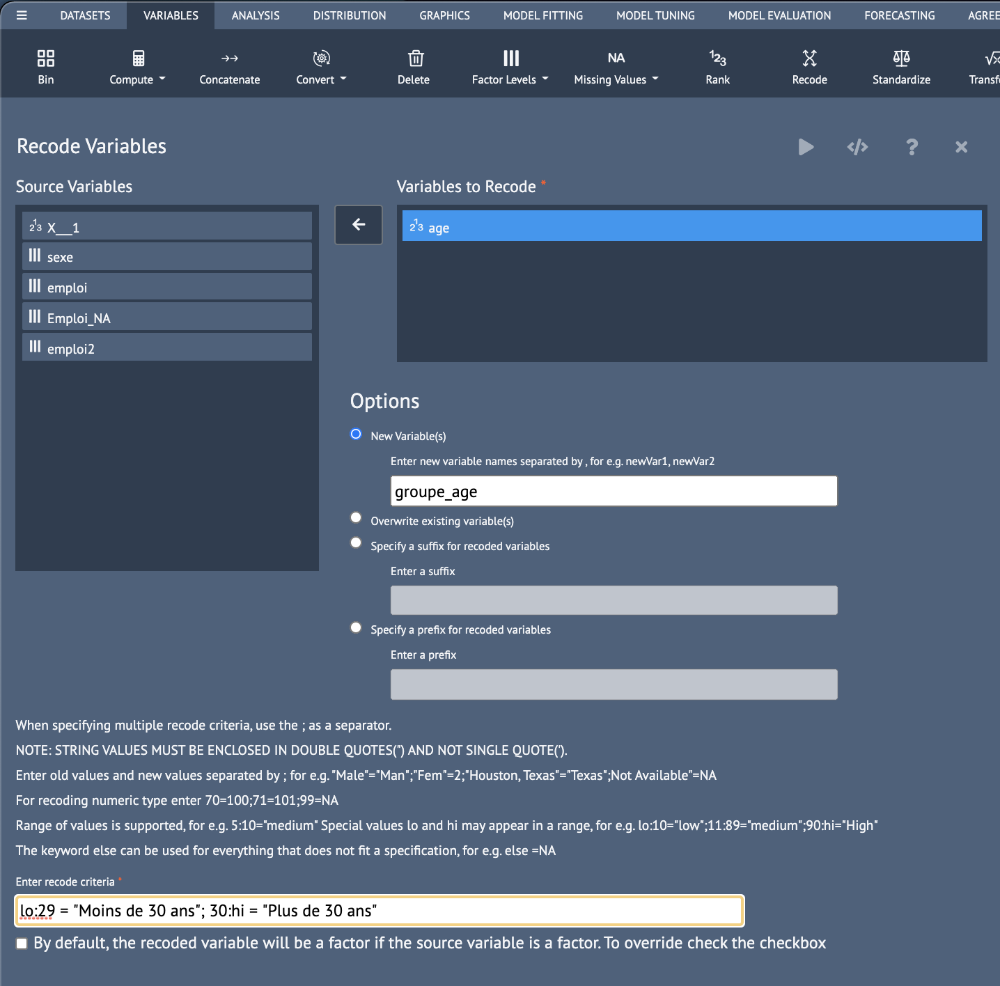 DATASETS VARIABLES ANALYSIS DISTRIBUTION GRAPHICS MODEL FITTING MODEL TUNING MODEL EVALUATION FORECASTING AGREE
Bin Compute Concatenate Convert Delete Factor Levels NA Missing Values 123 Rank Recode Standardize Transf
Recode Variables
Source Variables
X___1
sexe
emploi
Emploi_NA
emploi2
Variables to Recode *
age
Options
New Variable(s)
Enter new variable names separated by , for e.g. newVar1, newVar2
groupe_age
Overwrite existing variable(s)
Specify a suffix for recoded variables
Enter a suffix
Specify a prefix for recoded variables
Enter a prefix
When specifying multiple recode criteria, use the ; as a separator.
NOTE: STRING VALUES MUST BE ENCLOSED IN DOUBLE QUOTES(") AND NOT SINGLE QUOTE(').
Enter old values and new values separated by ; for e.g. "Male"="Man";"Fem"=2;"Houston, Texas"="Texas";Not Available"=NA
For recoding numeric type enter 70=100;71=101;99=NA
Range of values is supported, for e.g. 5:10="medium" Special values lo and hi may appear in a range, for e.g. lo:10="low";11:89="medium";90:hi="High"
The keyword else can be used for everything that does not fit a specification, for e.g. else =NA
Enter recode criteria *
lo:29 = "Moins de 30 ans"; 30:hi = "Plus de 30 ans"
By default, the recoded variable will be a factor if the source variable is a factor. To override check the checkbox